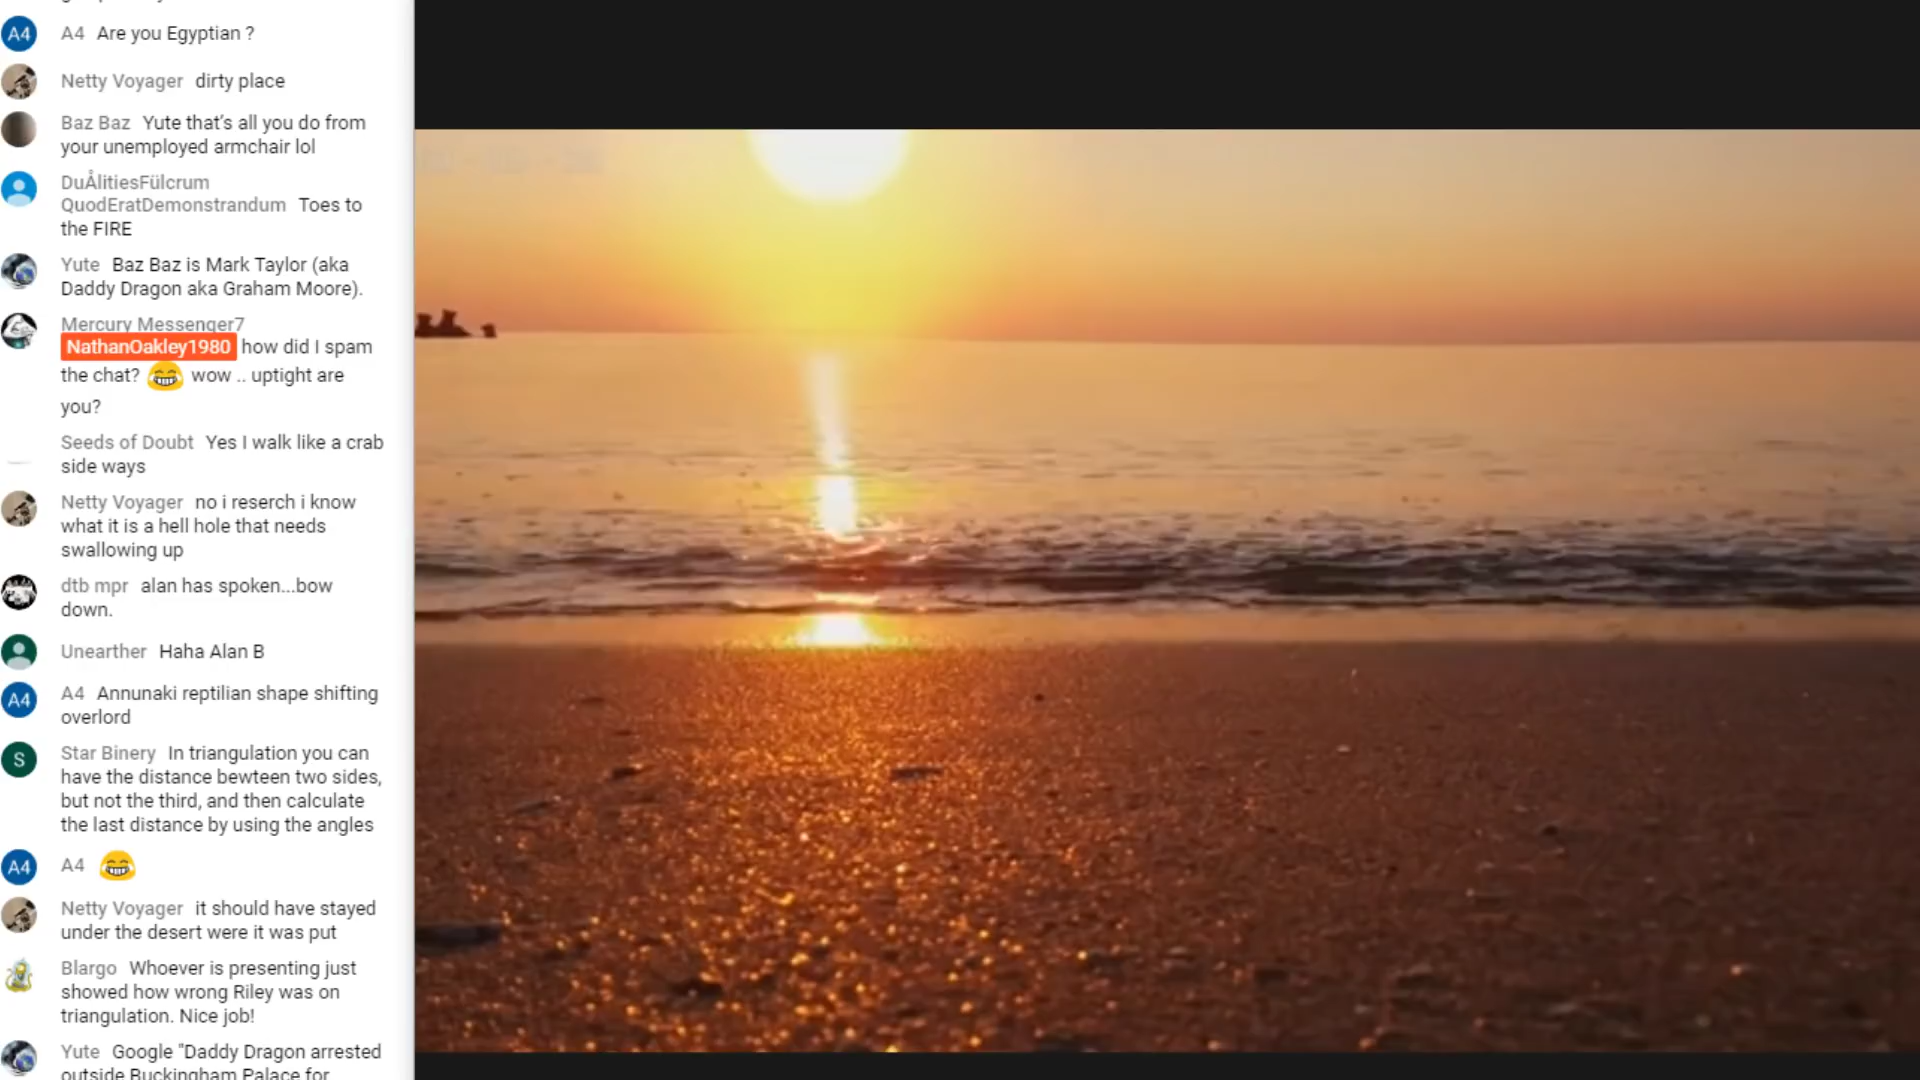 A4 Are you Egyptian ?
Netty Voyager dirty place
Baz Baz Yute that's all you do from
your unemployed armchair lol
DuÅlitiesFülcrum
QuodEratDemonstrandum Toes to
the FIRE
Yute Baz Baz is Mark Taylor (aka
Daddy Dragon aka Graham Moore).
Mercury Messenger7
NathanOakley1980 how did I spam
the chat? 😂 wow .. uptight are
you?
Seeds of Doubt Yes I walk like a crab
side ways
Netty Voyager no i reserch i know
what it is a hell hole that needs
swallowing up
dtb mpr alan has spoken...bow
down.
Unearther Haha Alan B
A4 A4 Annunaki reptilian shape shifting
overlord
S Star Binery In triangulation you can
have the distance bewteen two sides,
but not the third, and then calculate
the last distance by using the angles
A4 A4 😂
Netty Voyager it should have stayed
under the desert were it was put
Blargo Whoever is presenting just
showed how wrong Riley was on
triangulation. Nice job!
Yute Google "Daddy Dragon arrested
outside Buckingham Palace for